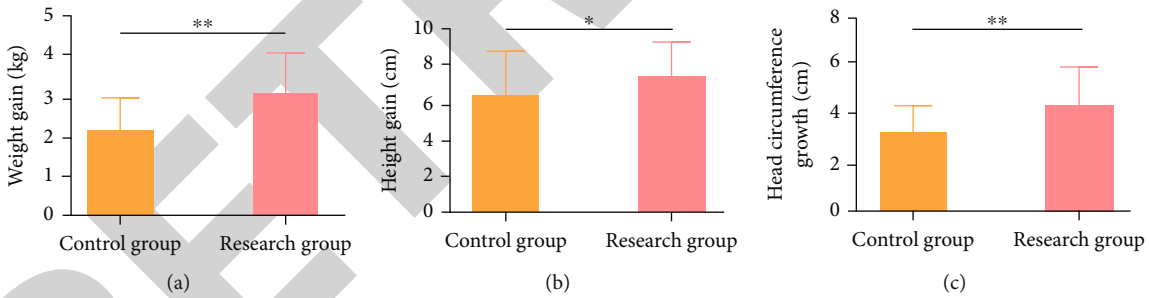 Weight gain (kg)
5
4
3
2
1
0
**
Control group
Research group
(a)
Height gain (cm)
10
8
6
4
2
0
*
Control group
Research group
(b)
Head circumference
growth (cm)
8
6
4
2
0
**
Control group
Research group
(c)